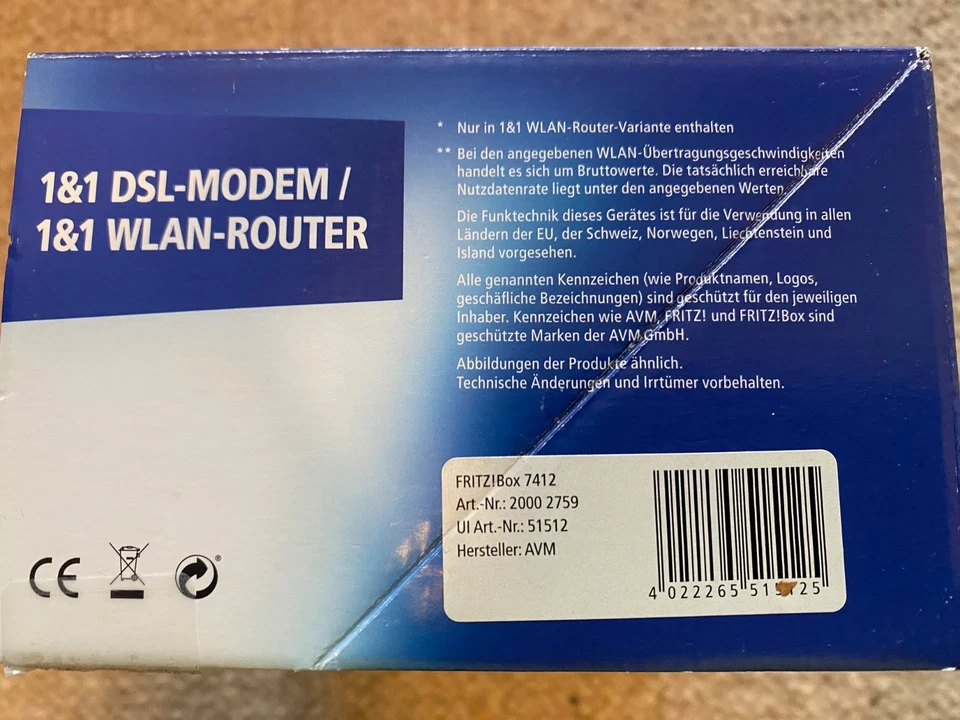 1&1 DSL-MODEM /
1&1 WLAN-ROUTER
* Nur in 1&1 WLAN-Router-Variante enthalten
** Bei den angegebenen WLAN-Übertragungsgeschwindigkeiten
handelt es sich um Bruttowerte. Die tatsächlich erreichbare
Nutzdatenrate liegt unter den angegebenen Werten.
Die Funktechnik dieses Gerätes ist für die Verwendung in allen
Ländern der EU, der Schweiz, Norwegen, Liechtenstein und
Island vorgesehen.
Alle genannten Kennzeichen (wie Produktnamen, Logos,
geschäfliche Bezeichnungen) sind geschützt für den jeweiligen
Inhaber. Kennzeichen wie AVM, FRITZ! und FRITZ!Box sind
geschützte Marken der AVM GmbH.
Abbildungen der Produkte ähnlich.
Technische Änderungen und Irrtümer vorbehalten.
FRITZ!Box 7412
Art.-Nr.: 2000 2759
UI Art.-Nr.: 51512
Hersteller: AVM
4 022265 515125
CE
®